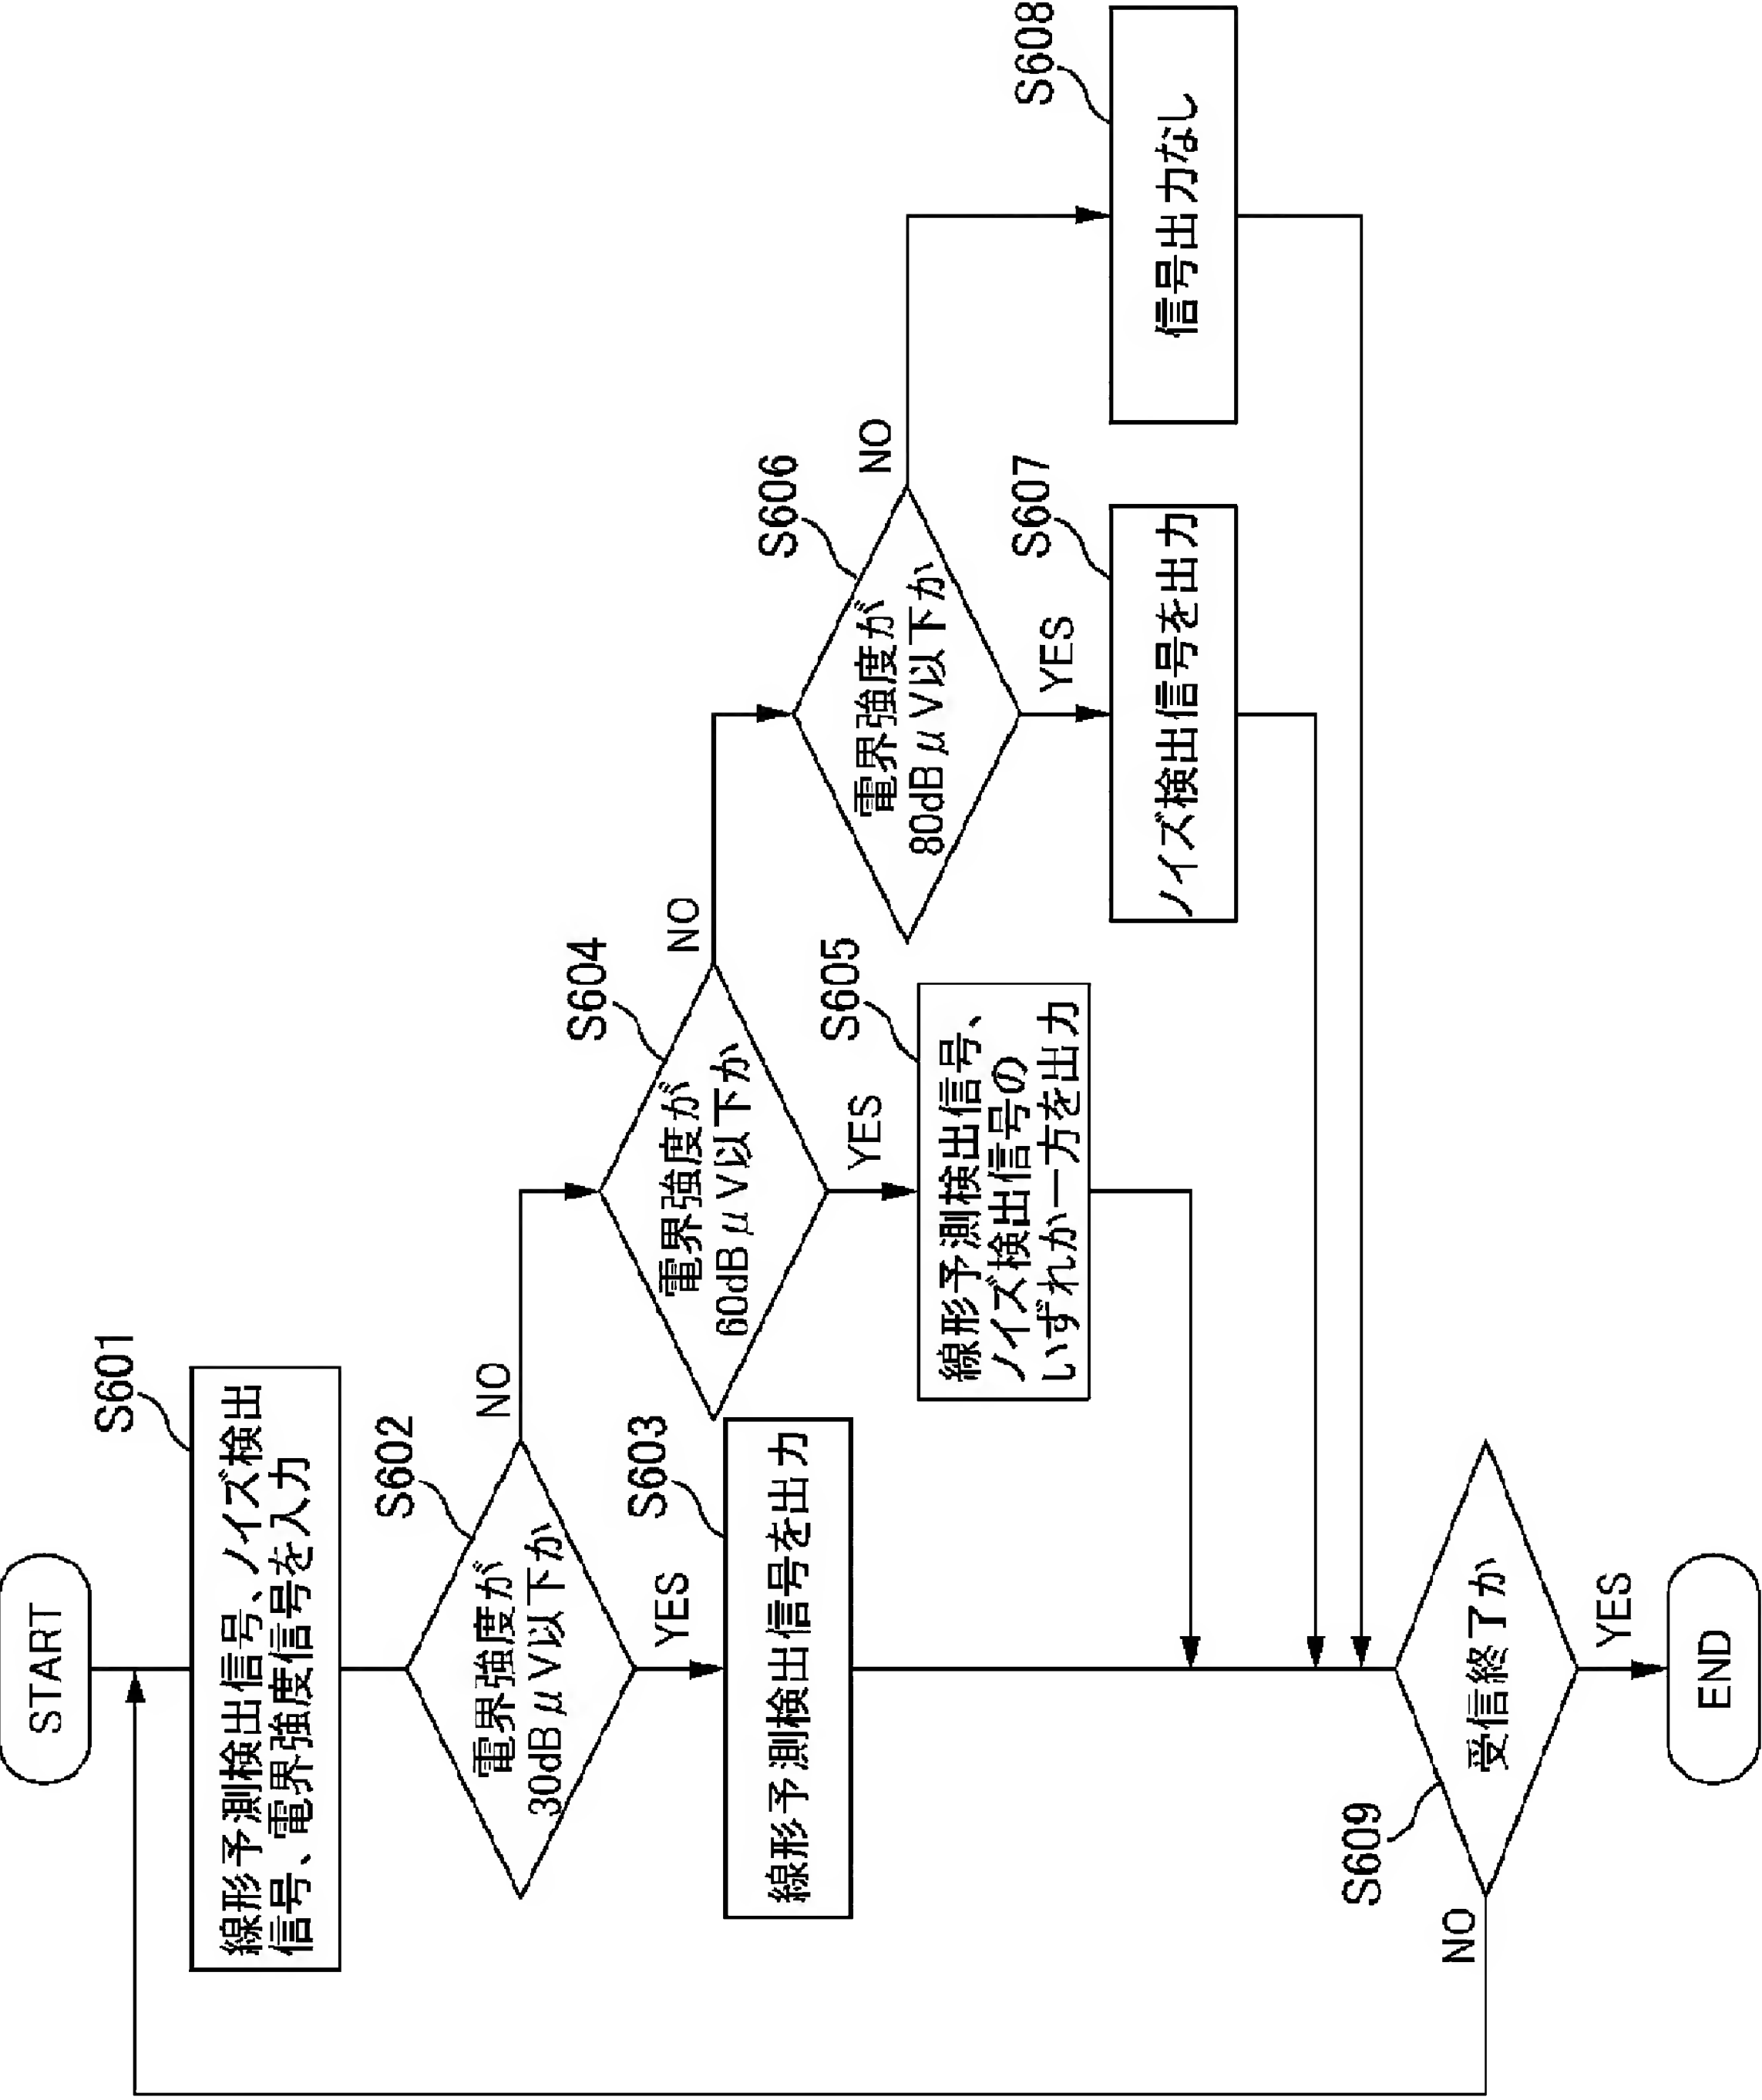 START
S601
線形予測検出信号、ノイズ検出
信号、電界強度信号を入力
S602
電界強度が
30dBμV以下か
NO
YES
S603
線形予測検出信号を出力
S604
電界強度が
60dBμV以下か
NO
YES
S605
線形予測検出信号、
ノイズ検出信号の
いずれか一方を出力
S606
電界強度が
80dBμV以下か
NO
YES
S607
ノイズ検出信号を出力
S608
信号出力なし
S609
受信終了か
NO
YES
END